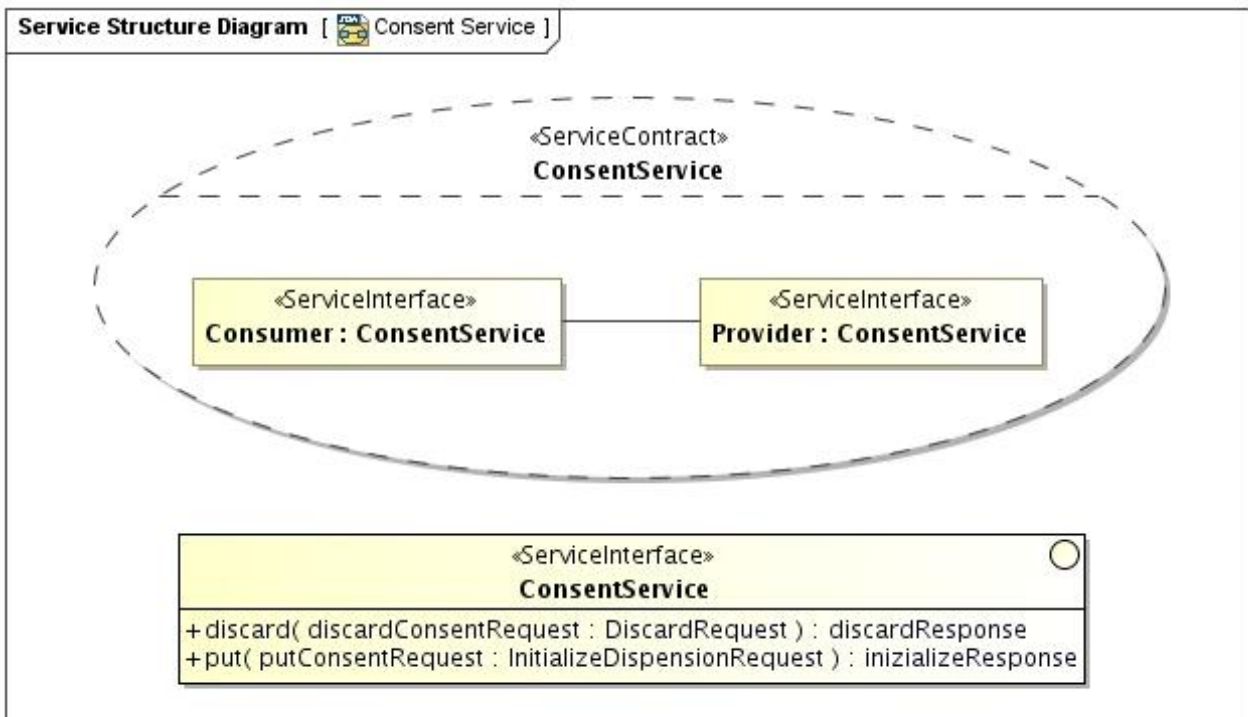 Service Structure Diagram [ Consent Service ]
«ServiceContract»
ConsentService
«ServiceInterface»
Consumer : ConsentService
«ServiceInterface»
Provider : ConsentService
«ServiceInterface»
ConsentService
+discard( discardConsentRequest : DiscardRequest ) : discardResponse
+put( putConsentRequest : InitializeDispensionRequest ) : inizializeResponse